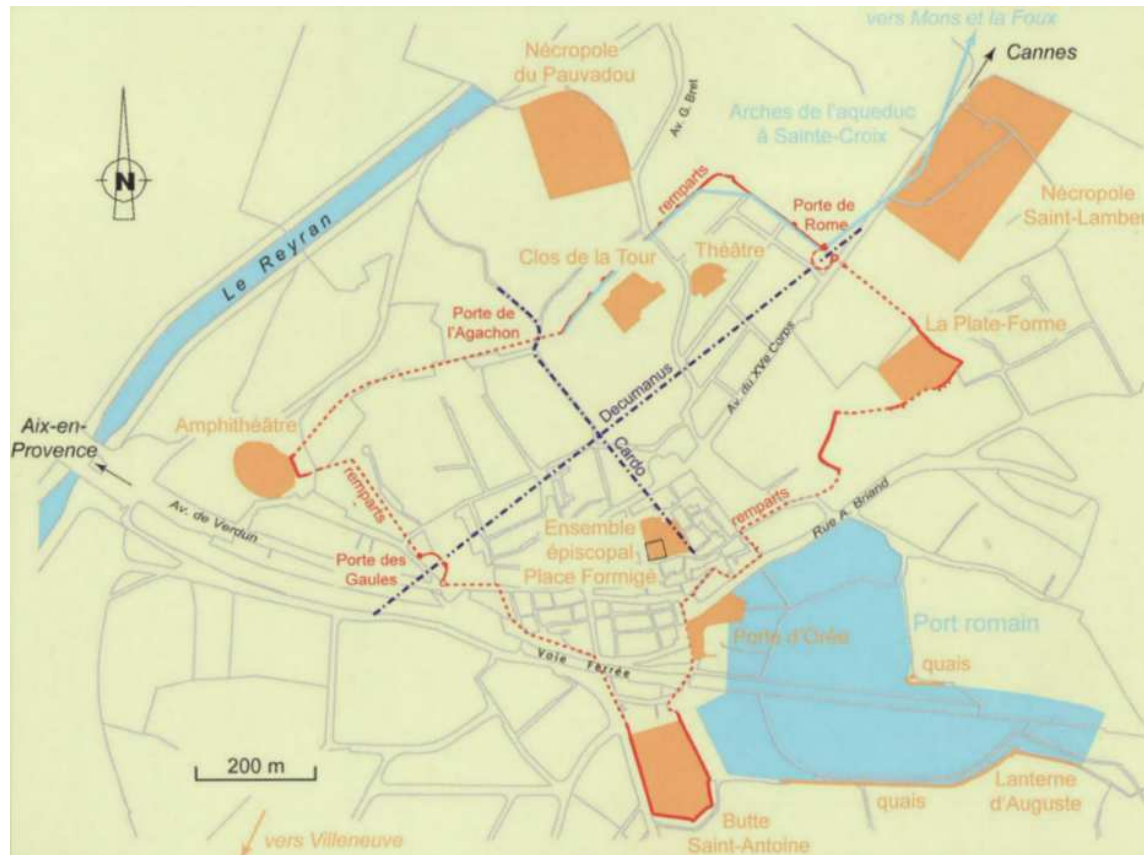 vers Mons et la Foux
Cannes
Nécropole
du Pauvadou
Av. G. Bret
Arches de l'aqueduc
à Sainte-Croix
N
Le Reyran
remparts
Porte de
Rome
Nécropole
Saint-Lamber
Clos de la Tour
Théâtre
Porte de
l'Agachon
La Plate-Forme
Decumanus
Av. du XVe Corps
Aix-en-
Provence
Amphithéâtre
Cardo
remparts
Av. de Verdun
remparts
Rue A. Briand
Ensemble
épiscopal
Place Formigé
Porte des
Gaules
Port romain
Porte d'Orée
Voie Ferrée
quais
200 m
Lanterne
d'Auguste
quais
Butte
Saint-Antoine
vers Villeneuve